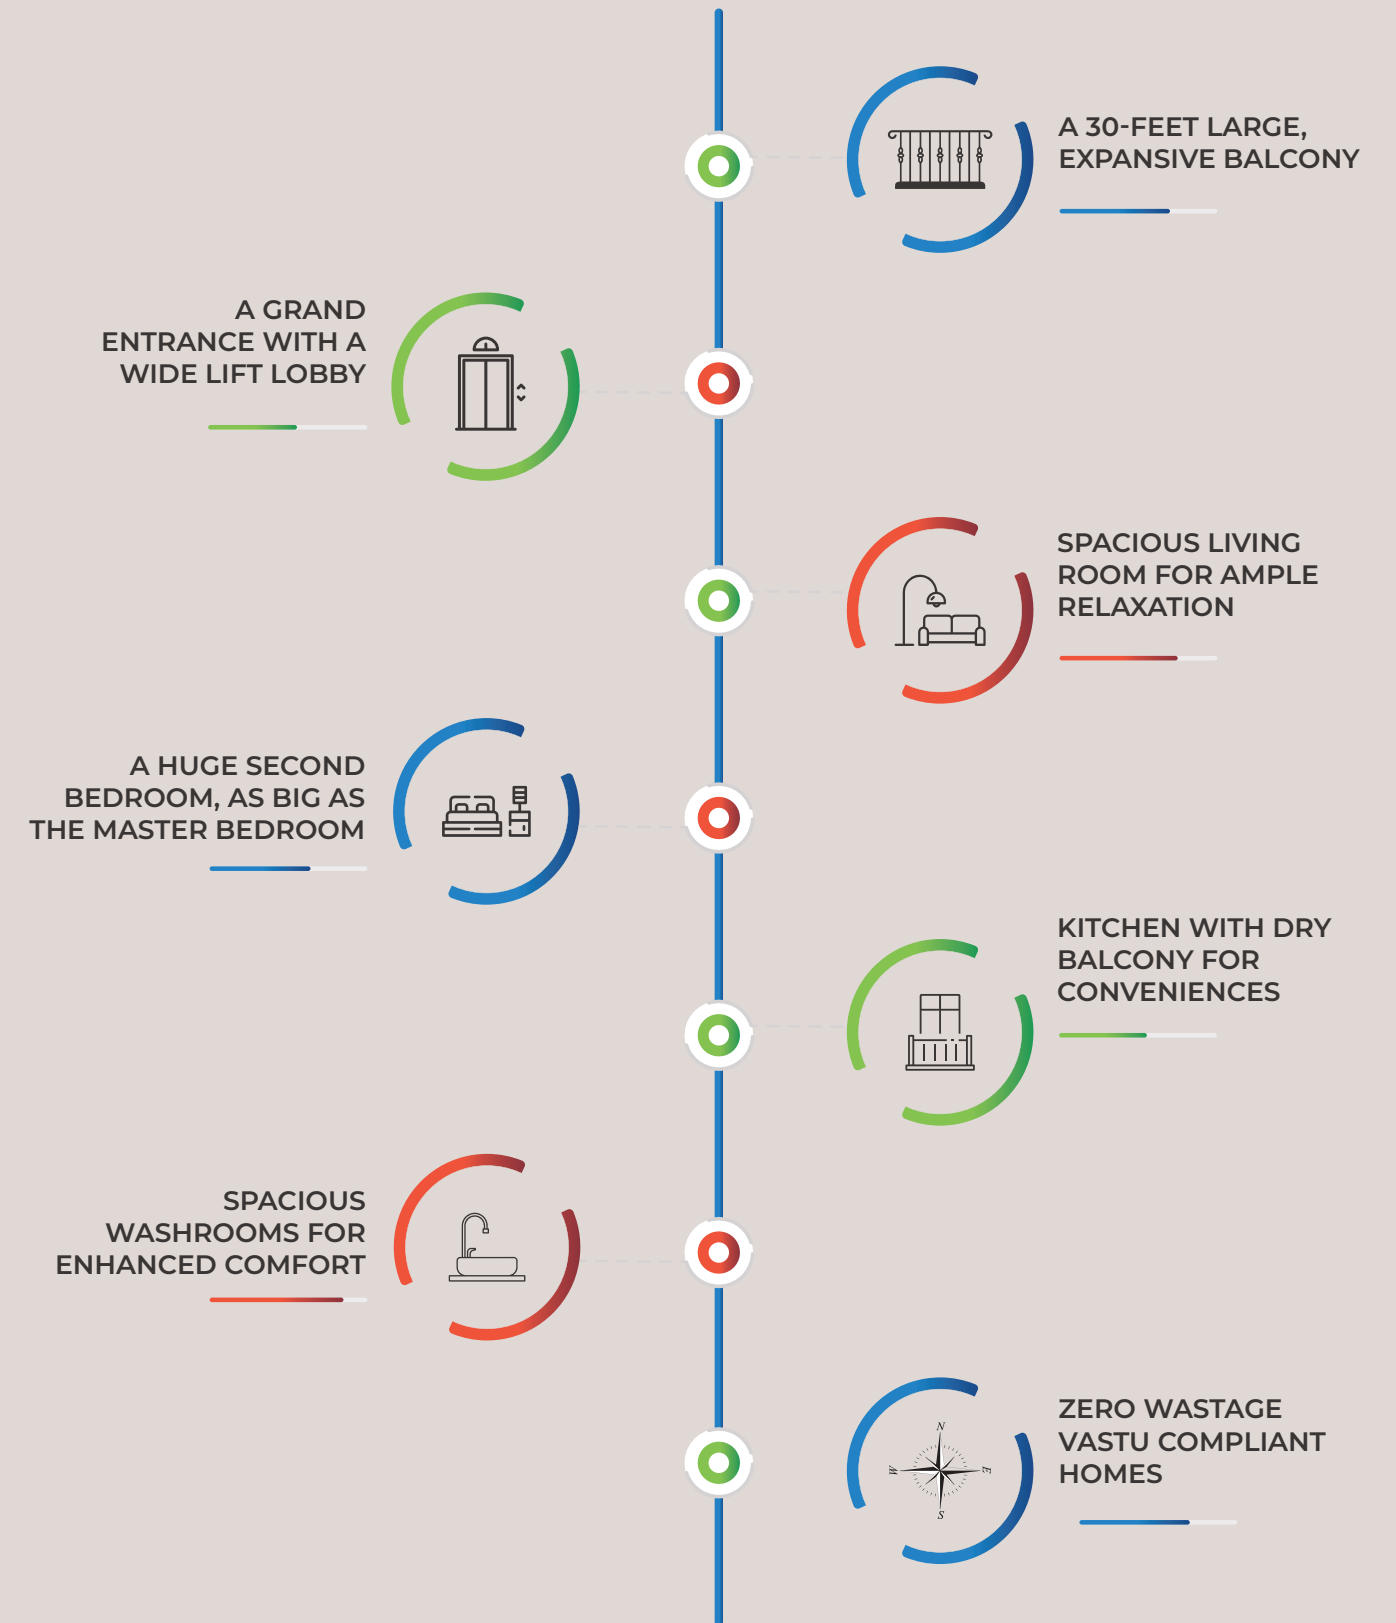 A 30-FEET LARGE,
EXPANSIVE BALCONY
A GRAND
ENTRANCE WITH A
WIDE LIFT LOBBY
SPACIOUS LIVING
ROOM FOR AMPLE
RELAXATION
A HUGE SECOND
BEDROOM, AS BIG AS
THE MASTER BEDROOM
KITCHEN WITH DRY
BALCONY FOR
CONVENIENCES
SPACIOUS
WASHROOMS FOR
ENHANCED COMFORT
ZERO WASTAGE
VASTU COMPLIANT
HOMES
N
W
E
S